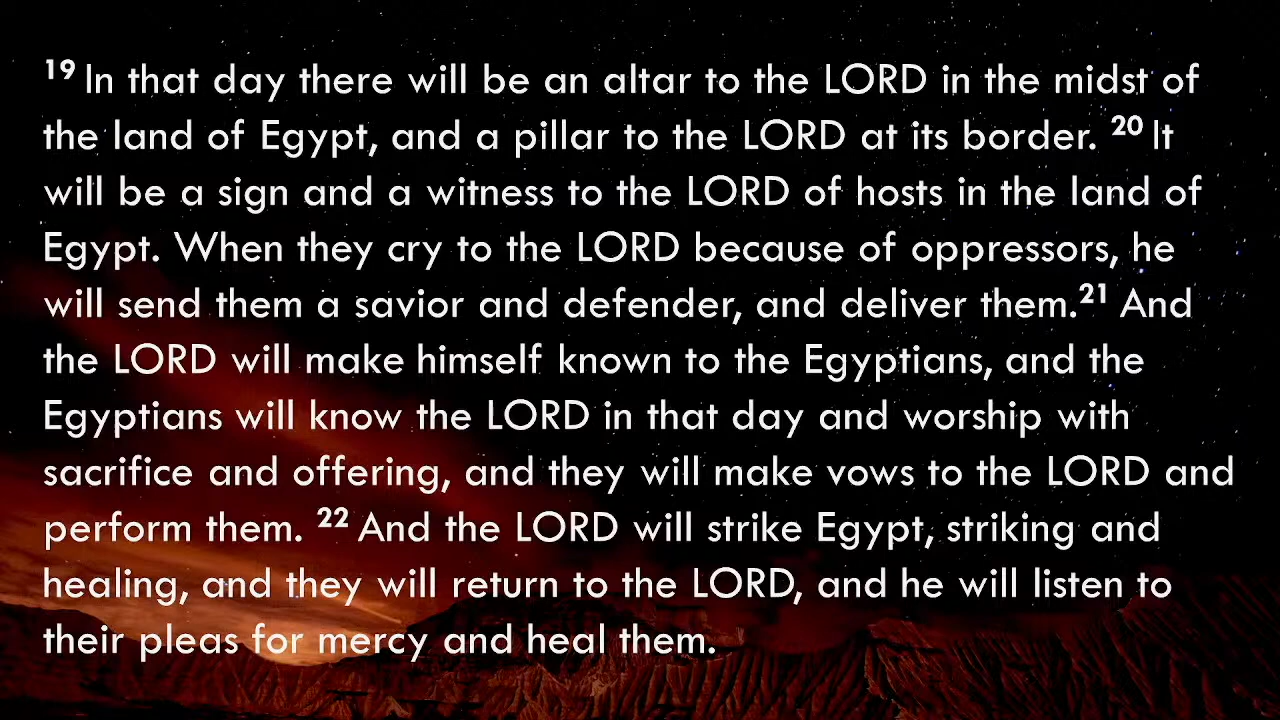 19 In that day there will be an altar to the LORD in the midst of
the land of Egypt, and a pillar to the LORD at its border. 20 It
will be a sign and a witness to the LORD of hosts in the land of
Egypt. When they cry to the LORD because of oppressors, he
will send them a savior and defender, and deliver them.21 And
the LORD will make himself known to the Egyptians, and the
Egyptians will know the LORD in that day and worship with
sacrifice and offering, and they will make vows to the LORD and
perform them. 22 And the LORD will strike Egypt, striking and
healing, and they will return to the LORD, and he will listen to
their pleas for mercy and heal them.